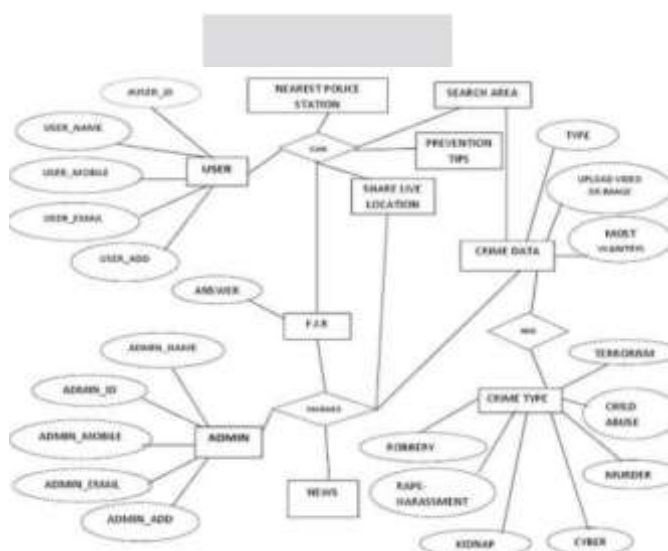 NEAREST POLICE
STATION
SEARCH AREA
USER_NAME
TYPE
USER
PREVENTION
TIPS
USER_MOBILE
UPLOAD VIDEO
OR IMAGE
SHARE LIVE
LOCATION
USER_EMAIL
MOST
CRIME DATA
USER_ADD
ANSWER
F.I.R
ADMIN_NAME
TERRORISM
ADMIN_ID
CRIME TYPE
CHILD
ABUSE
ADMIN
ADMIN_MOBILE
ROBBERY
MURDER
RAPE-
HARASSMENT
ADMIN_EMAIL
NEWS
ADMIN_ADD
KIDNAP
CYBER